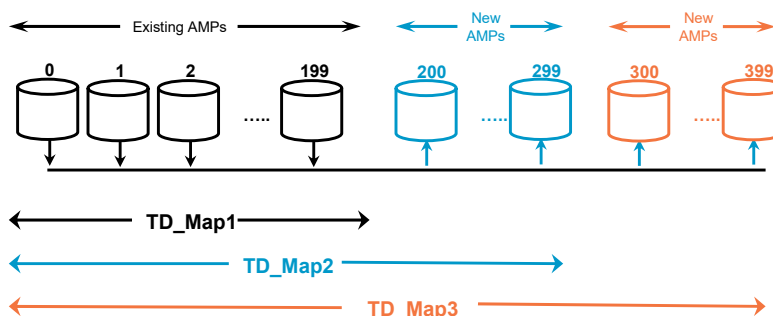 Existing AMPs
New
AMPs
New
AMPs
0 1 2 199 200 299 300 399
..... ..... .....
TD_Map1
TD_Map2
TD_Map3